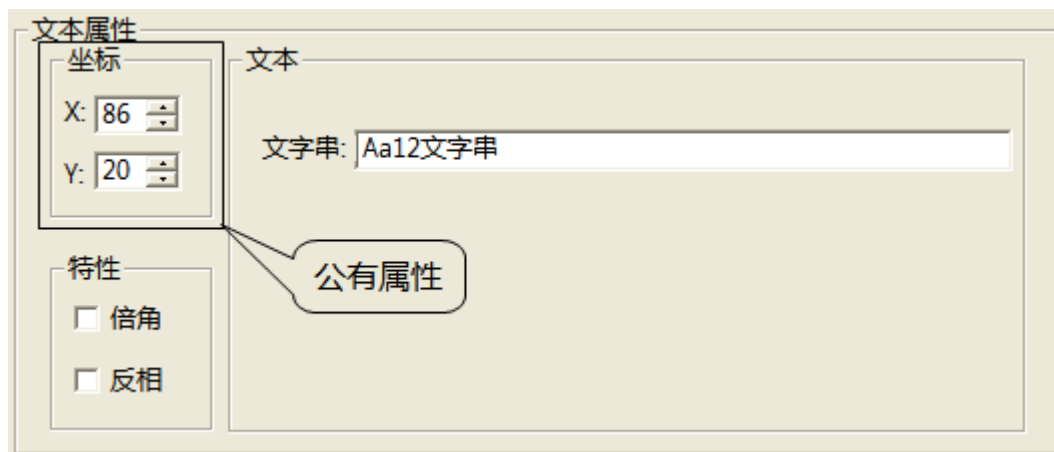 文本属性
坐标
X: 86
Y: 20
文本
文字串: Aa12文字串
公有属性
特性
倍角
反相